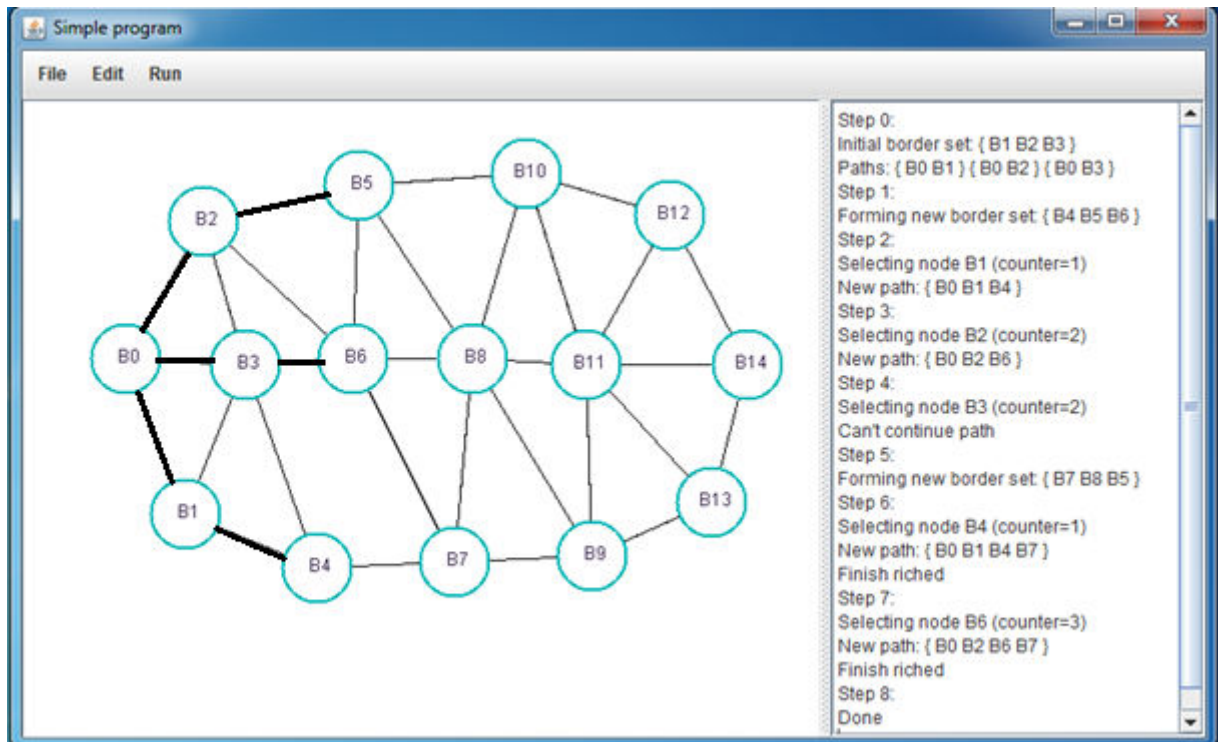 Simple program
File Edit Run
B5
B10
B2
B12
B0
B3
B6
B8
B11
B14
B1
B4
B7
B9
B13
Step 0:
Initial border set: { B1 B2 B3 }
Paths: { B0 B1 } { B0 B2 } { B0 B3 }
Step 1:
Forming new border set: { B4 B5 B6 }
Step 2:
Selecting node B1 (counter=1)
New path: { B0 B1 B4 }
Step 3:
Selecting node B2 (counter=2)
New path: { B0 B2 B6 }
Step 4:
Selecting node B3 (counter=2)
Can't continue path
Step 5:
Forming new border set: { B7 B8 B5 }
Step 6:
Selecting node B4 (counter=1)
New path: { B0 B1 B4 B7 }
Finish riched
Step 7:
Selecting node B6 (counter=3)
New path: { B0 B2 B6 B7 }
Finish riched
Step 8:
Done